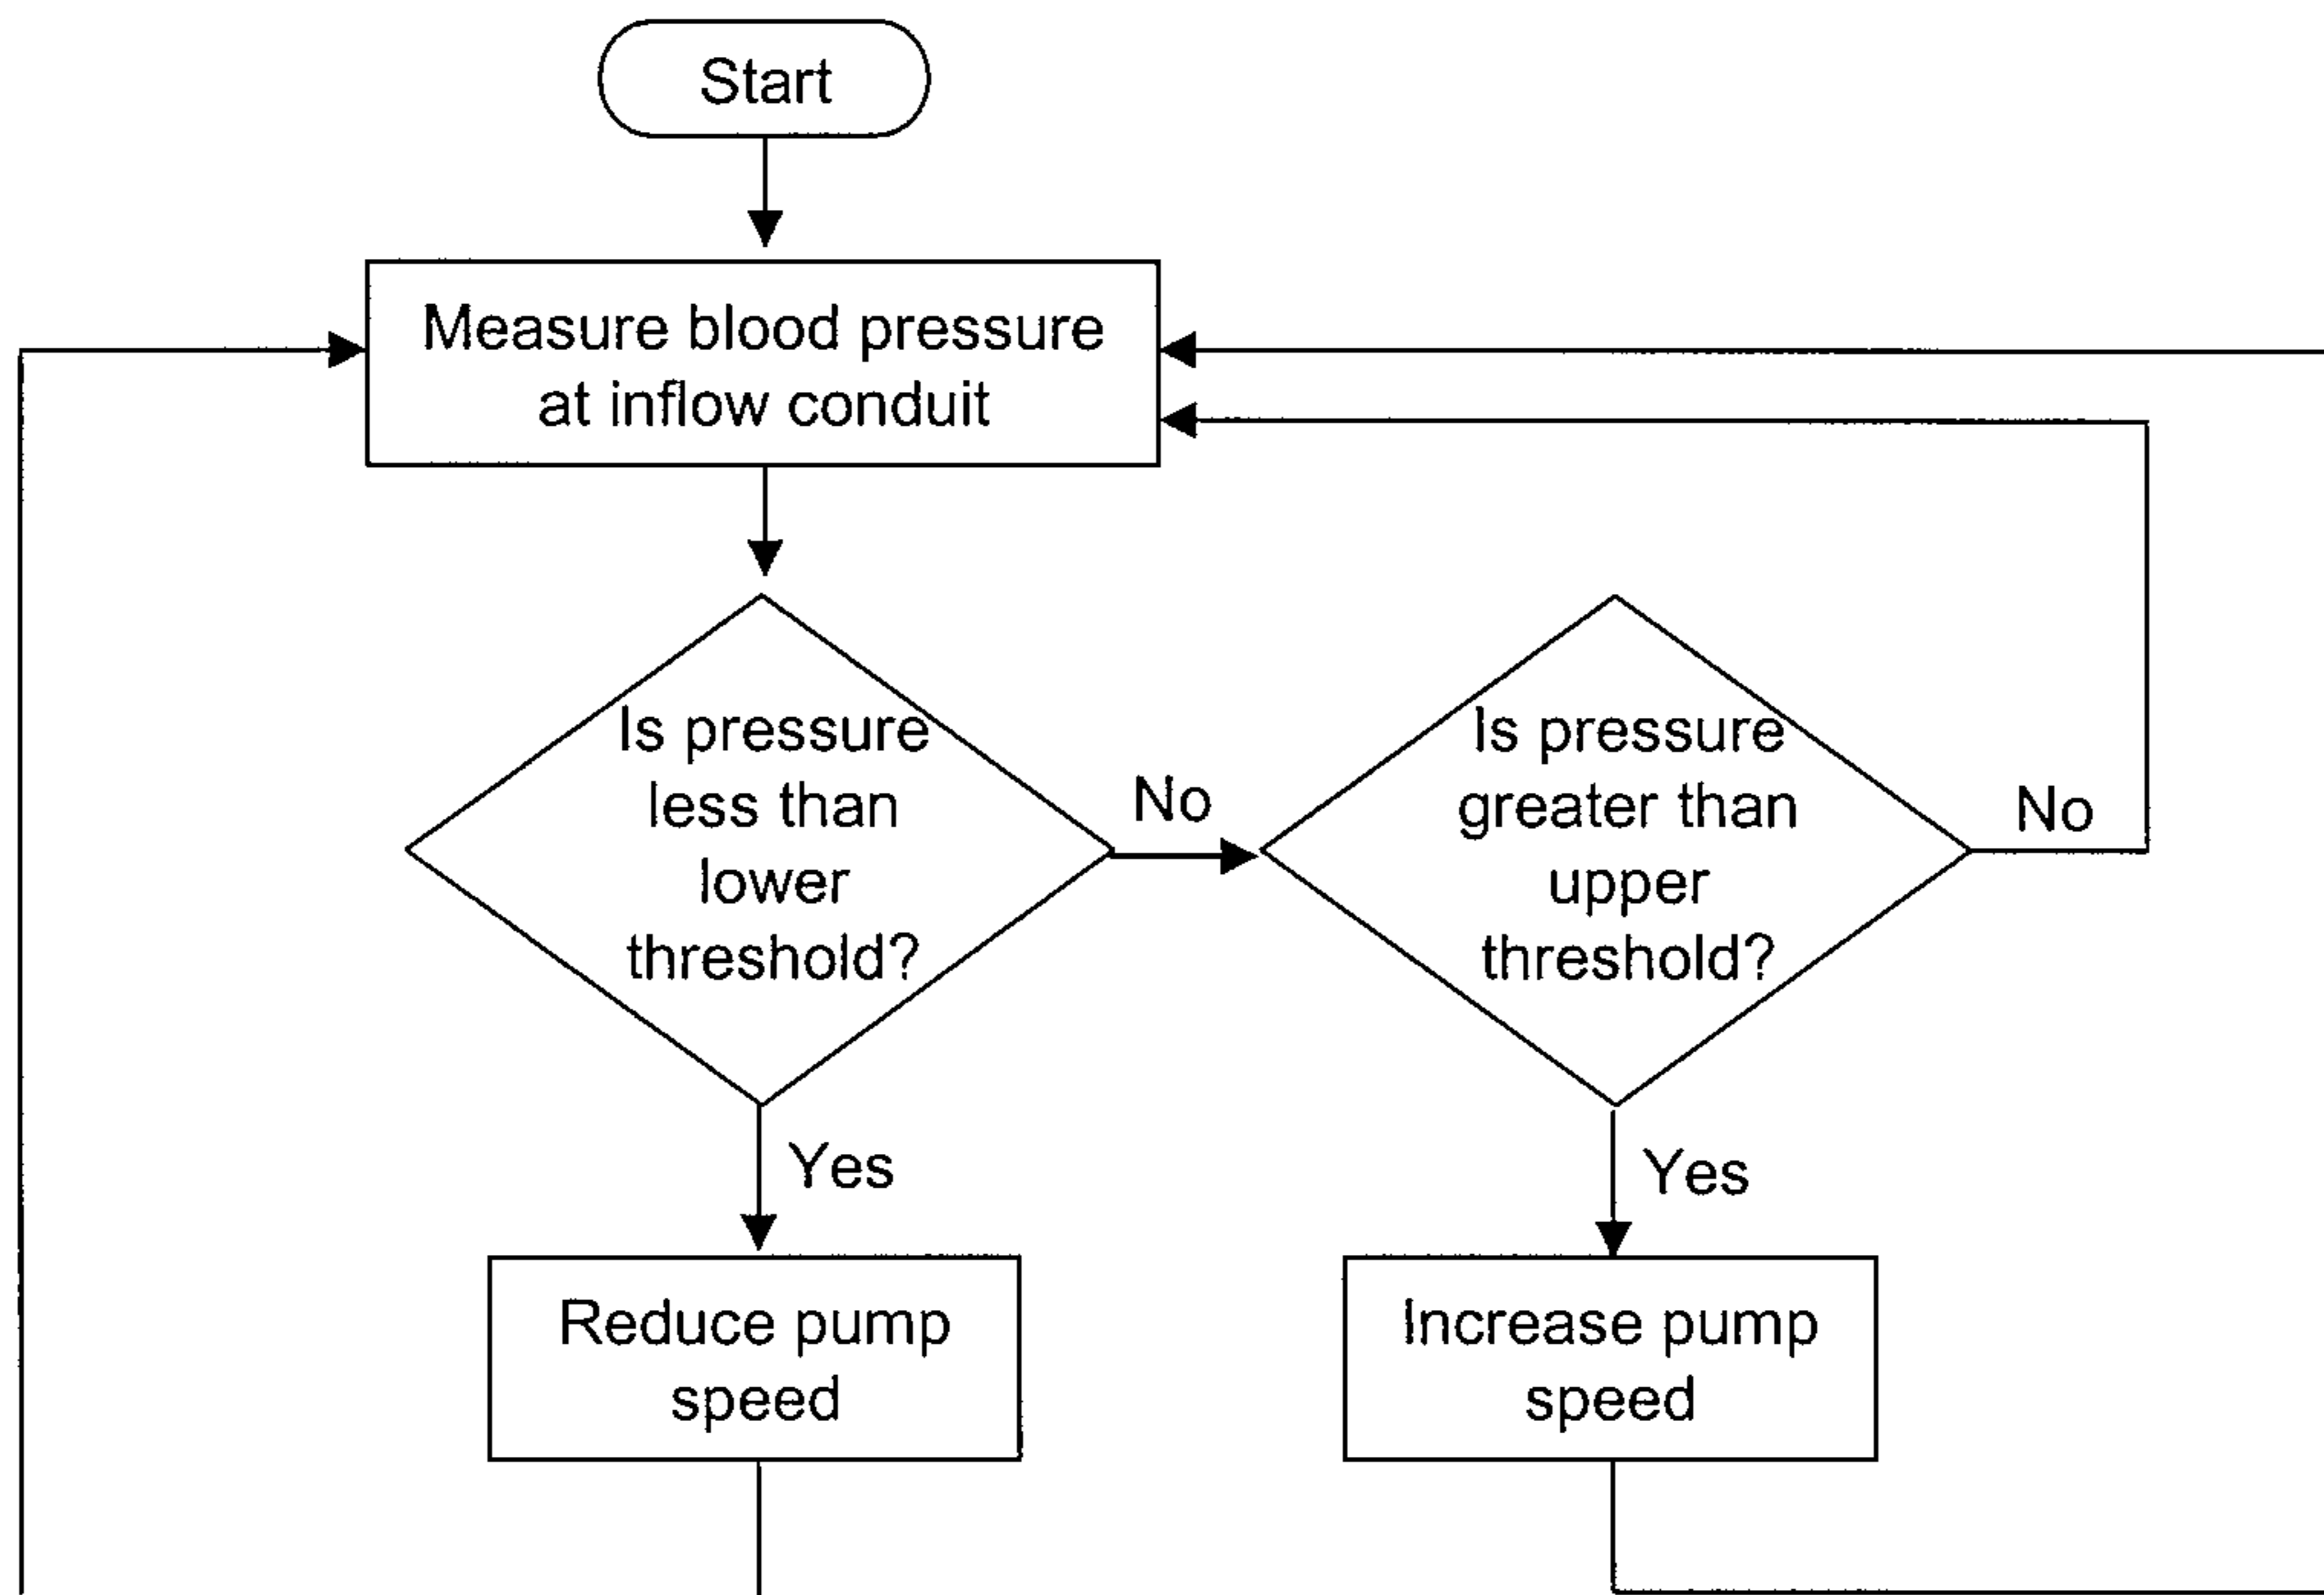 Start
Measure blood pressure
at inflow conduit
Is pressure
less than
lower
threshold?
No
Is pressure
greater than
upper
threshold?
No
Yes
Yes
Reduce pump
speed
Increase pump
speed